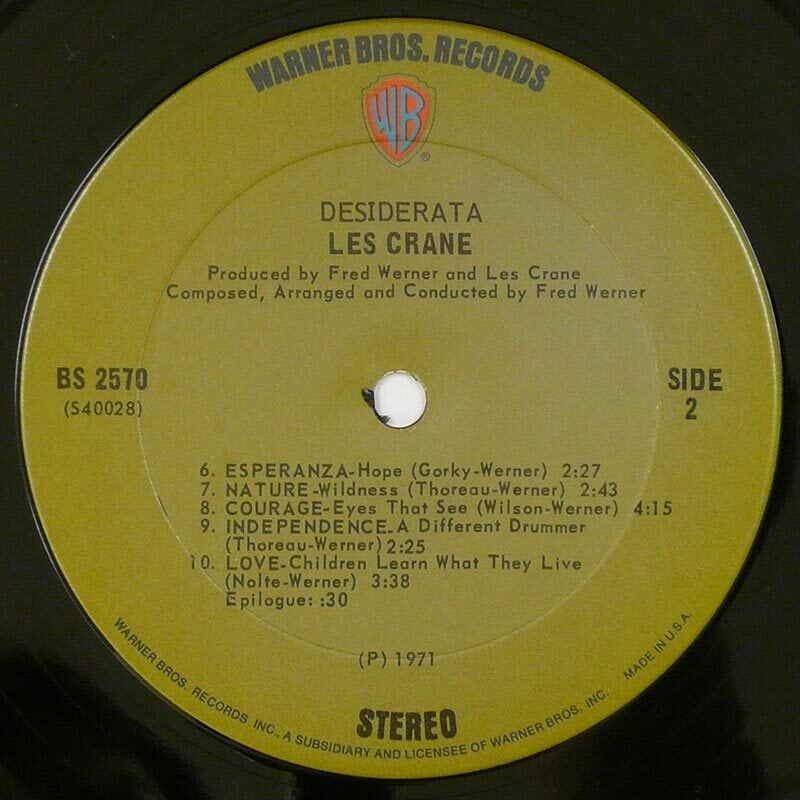 WARNER BROS. RECORDS
WB
®
DESIDERATA
LES CRANE
Produced by Fred Werner and Les Crane
Composed, Arranged and Conducted by Fred Werner
BS 2570
(S40028)
SIDE
2
6. ESPERANZA-Hope (Gorky-Werner) 2:27
7. NATURE-Wildness (Thoreau-Werner) 2:43
8. COURAGE-Eyes That See (Wilson-Werner) 4:15
9. INDEPENDENCE-A Different Drummer
(Thoreau-Werner) 2:25
10. LOVE-Children Learn What They Live
(Nolte-Werner) 3:38
Epilogue: :30
(P) 1971
STEREO
WARNER BROS. RECORDS INC., A SUBSIDIARY AND LICENSEE OF WARNER BROS. INC. MADE IN U.S.A.